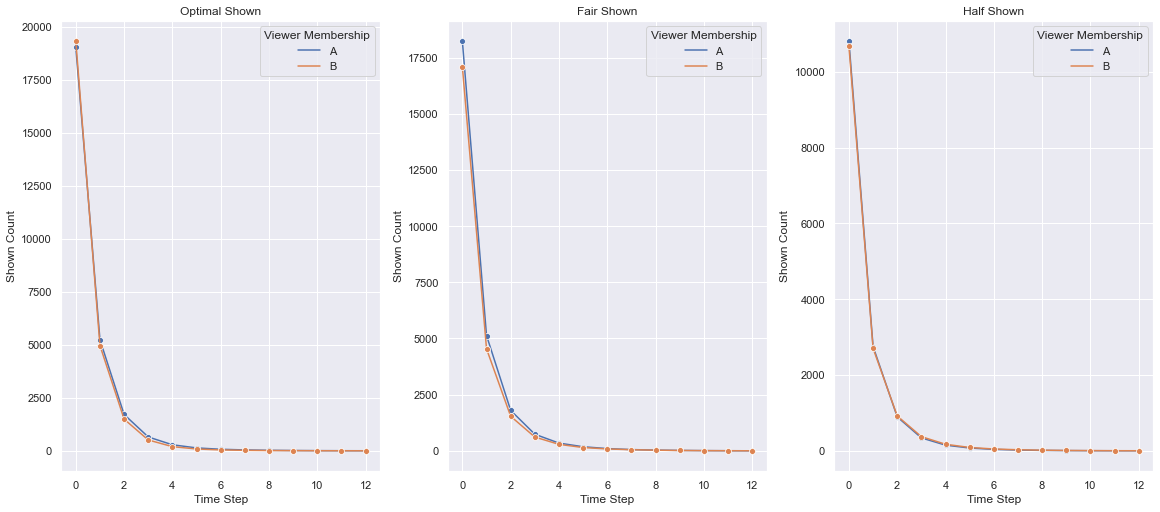 Optimal Shown
Shown Count
20000
17500
15000
12500
10000
7500
5000
2500
0
0 2 4 6 8 10 12
Time Step
Viewer Membership
A
B
Fair Shown
Shown Count
17500
15000
12500
10000
7500
5000
2500
0
0 2 4 6 8 10 12
Time Step
Viewer Membership
A
B
Half Shown
Shown Count
10000
8000
6000
4000
2000
0
0 2 4 6 8 10 12
Time Step
Viewer Membership
A
B